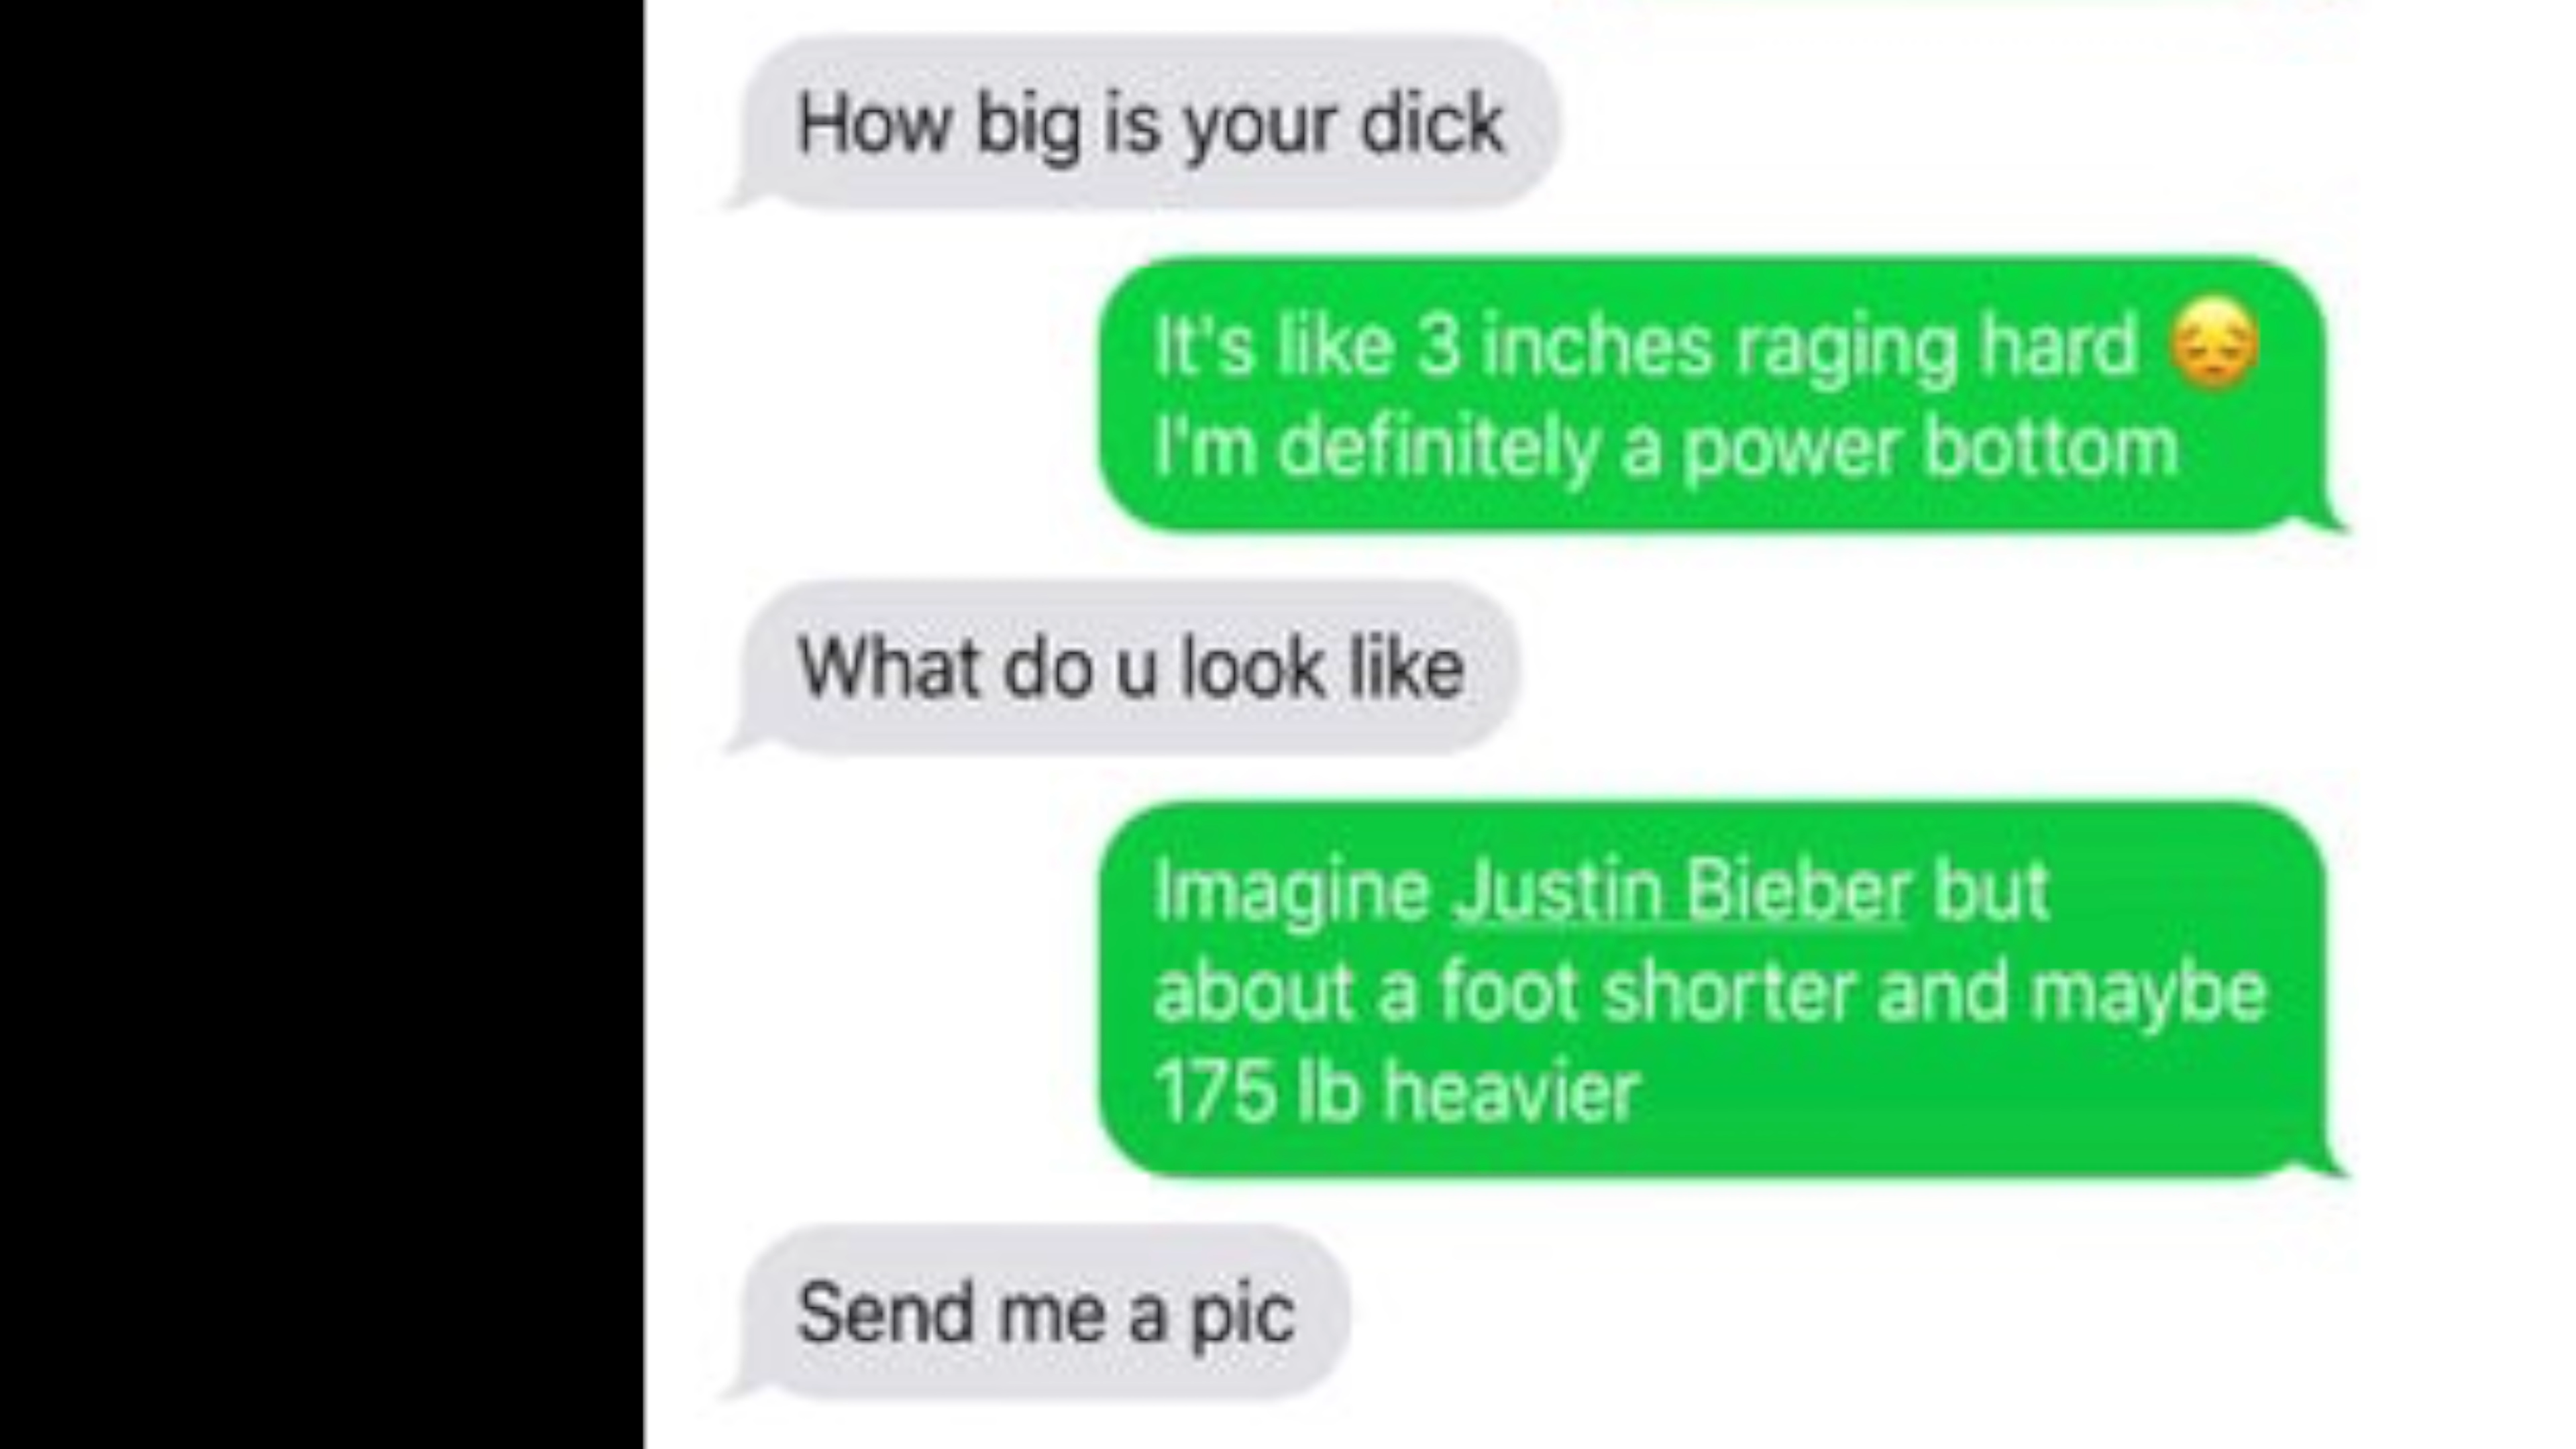 How big is your dick
It's like 3 inches raging hard 😔
I'm definitely a power bottom
What do u look like
Imagine Justin Bieber but
about a foot shorter and maybe
175 lb heavier
Send me a pic